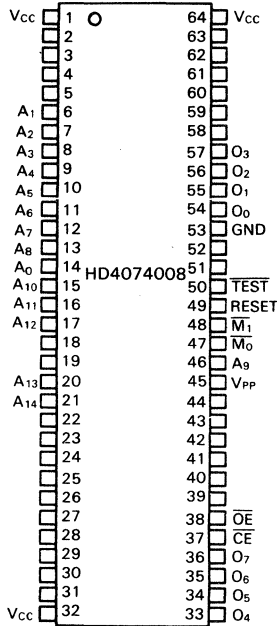 Vcc 1 64 Vcc
2 63
3 62
4 61
5 60
A1 6 59
A2 7 58
A3 8 57 O3
A4 9 56 O2
A5 10 55 O1
A6 11 54 O0
A7 12 53 GND
A8 13 52
A0 14 51
HD4074008
A10 15 50 TEST
A11 16 49 RESET
A12 17 48 M1
18 47 M0
19 46 A9
A13 20 45 VPP
A14 21 44
22 43
23 42
24 41
25 40
26 39
27 38 OE
28 37 CE
29 36 O7
30 35 O6
31 34 O5
Vcc 32 33 O4